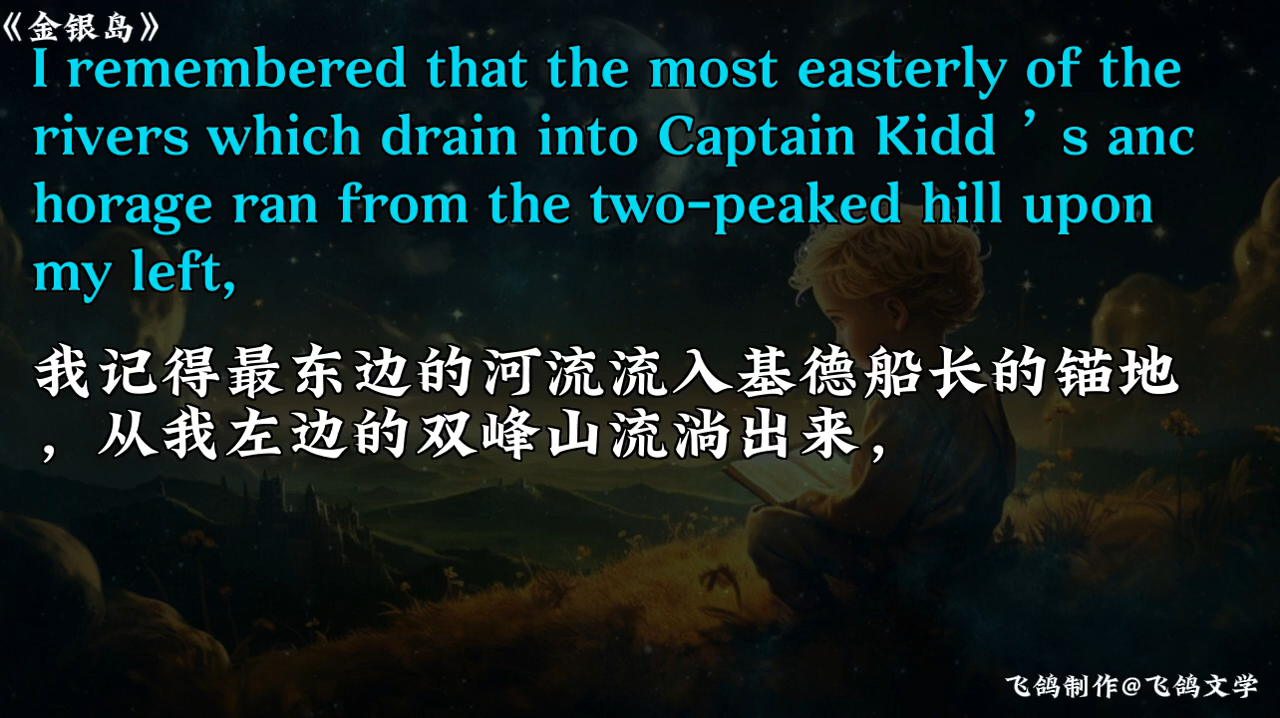 《金银岛》
I remembered that the most easterly of the
rivers which drain into Captain Kidd ’ s anc
horage ran from the two-peaked hill upon
my left,
我记得最东边的河流流入基德船长的锚地
，从我左边的双峰山流淌出来，
飞鸽制作@飞鸽文学